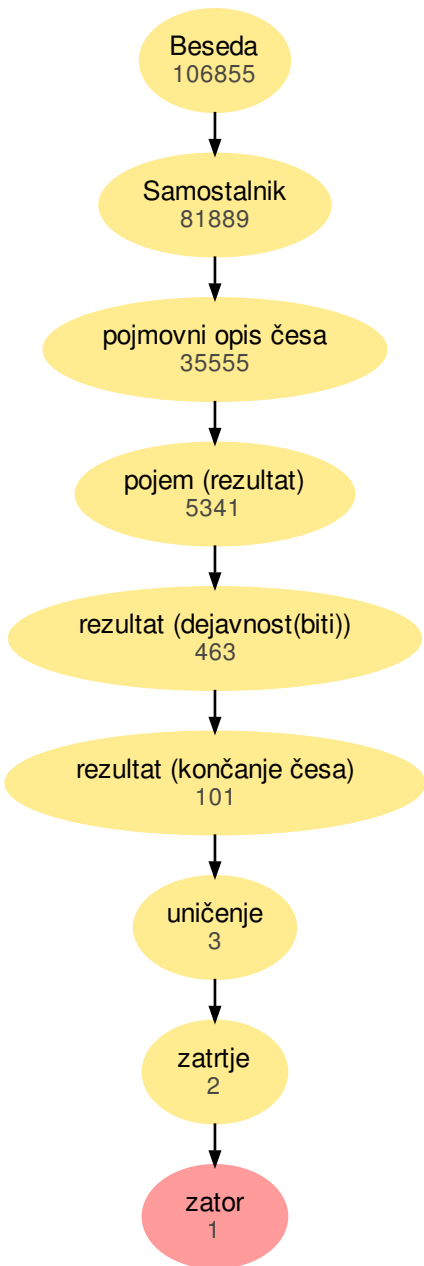 Beseda
106855
Samostalnik
81889
pojmovni opis česa
35555
pojem (rezultat)
5341
rezultat (dejavnost(biti))
463
rezultat (končanje česa)
101
uničenje
3
zatrtje
2
zator
1